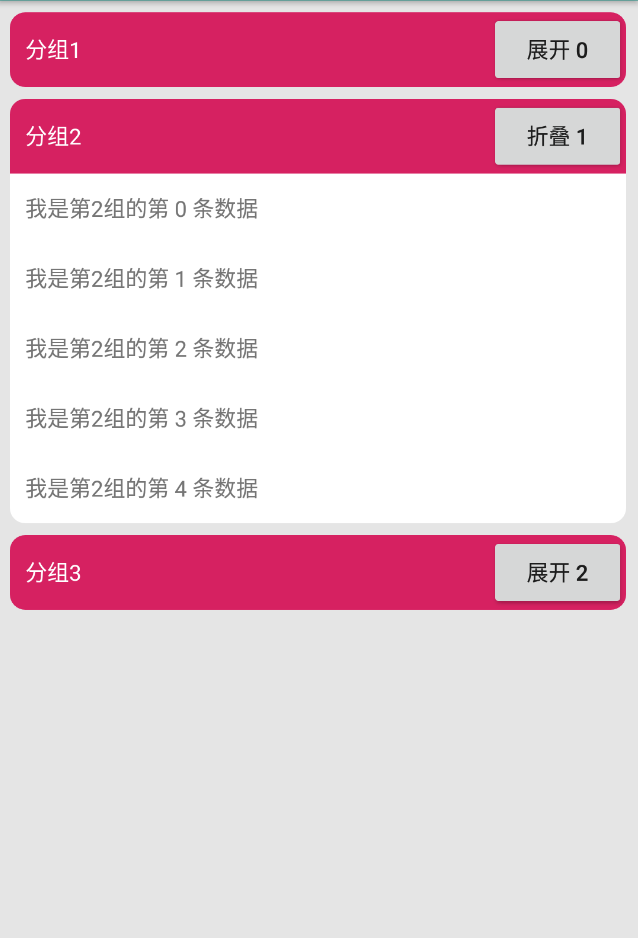 分组1 展开 0
分组2 折叠 1
我是第2组的第 0 条数据
我是第2组的第 1 条数据
我是第2组的第 2 条数据
我是第2组的第 3 条数据
我是第2组的第 4 条数据
分组3 展开 2